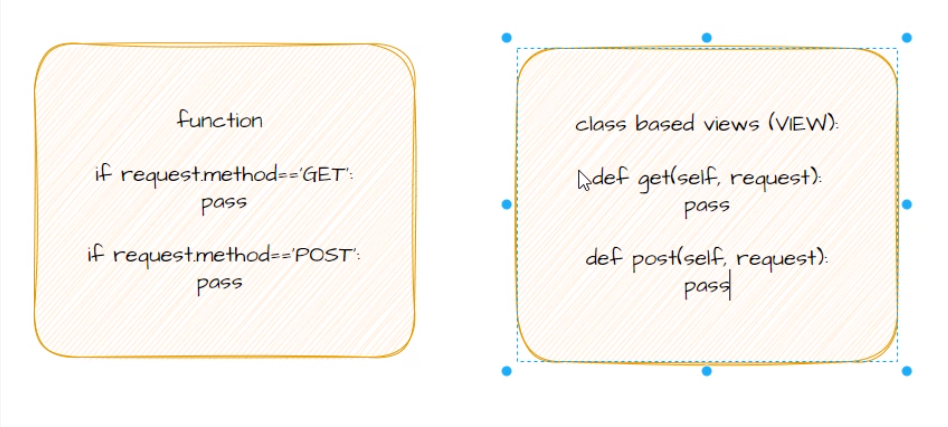 function
if request.method=='GET':
pass
if request.method=='POST':
pass
class based views (VIEW):
def get(self, request):
pass
def post(self, request):
pass